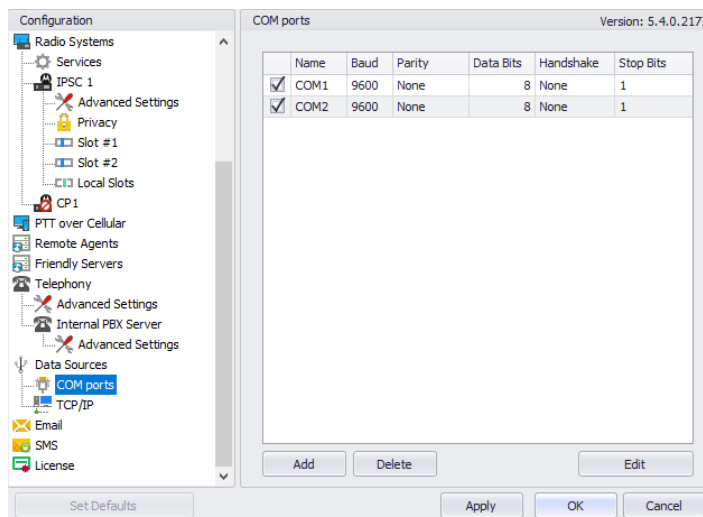 Configuration
Radio Systems
Services
IPSC 1
Advanced Settings
Privacy
Slot #1
Slot #2
Local Slots
CP1
PTT over Cellular
Remote Agents
Friendly Servers
Telephony
Advanced Settings
Internal PBX Server
Advanced Settings
Data Sources
COM ports
TCP/IP
Email
SMS
License
Set Defaults
COM ports Version: 5.4.0.217
Name Baud Parity Data Bits Handshake Stop Bits
COM1 9600 None 8 None 1
COM2 9600 None 8 None 1
Add Delete Edit
Apply OK Cancel